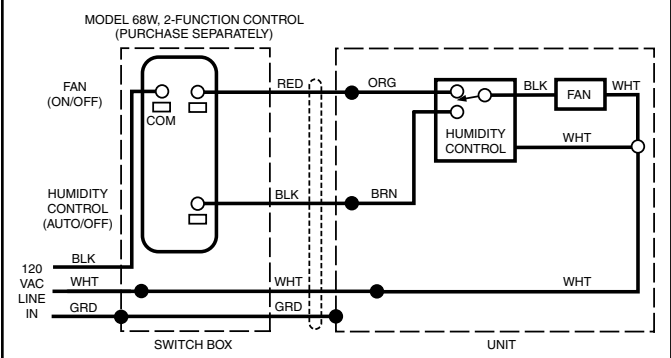 MODEL 68W, 2-FUNCTION CONTROL
(PURCHASE SEPARATELY)
FAN
(ON/OFF)
COM
RED
ORG
BLK
FAN
WHT
HUMIDITY
CONTROL
WHT
HUMIDITY
CONTROL
(AUTO/OFF)
BLK
BRN
120
VAC
LINE
IN
BLK
WHT
WHT
WHT
GRD
GRD
SWITCH BOX
UNIT